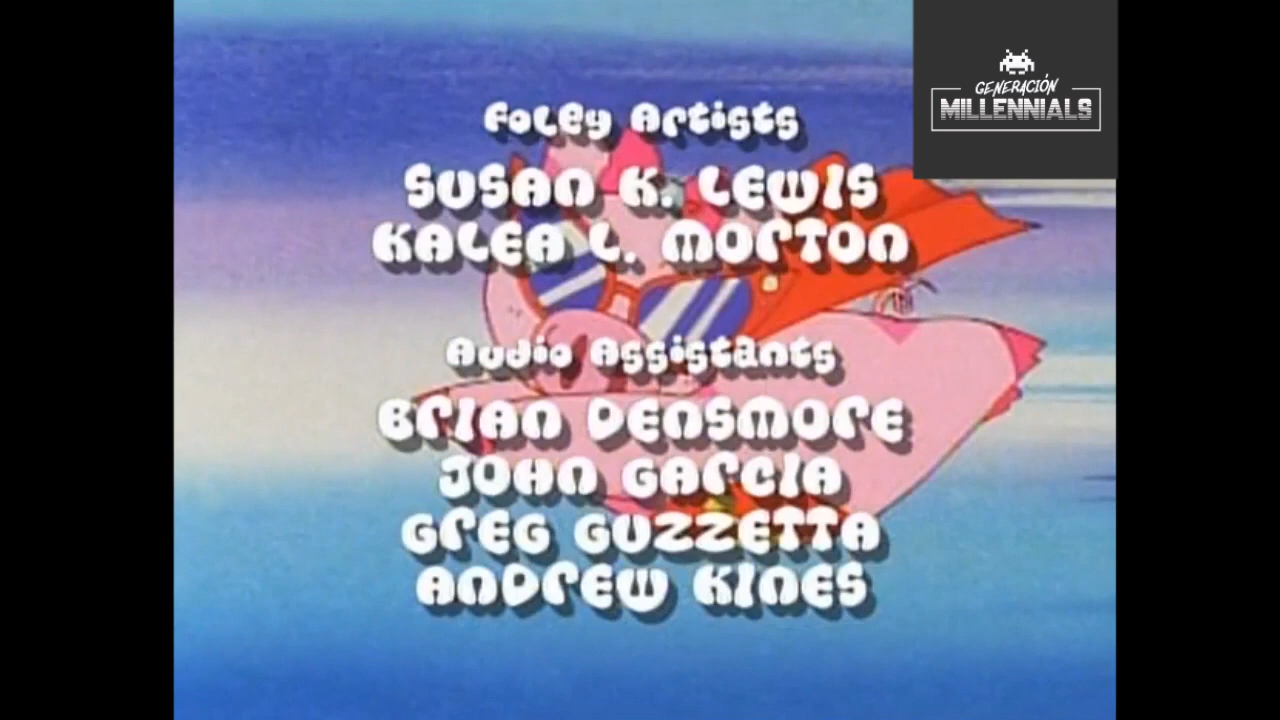 GENERACIÓN
MILLENNIALS
Foley Artists
SUSAN K. LEWIS
KALEA L. MORTON
Audio Assistants
BRIAN DENSMORE
JOHN GARCIA
GREG GUZZETTA
ANDREW KINES